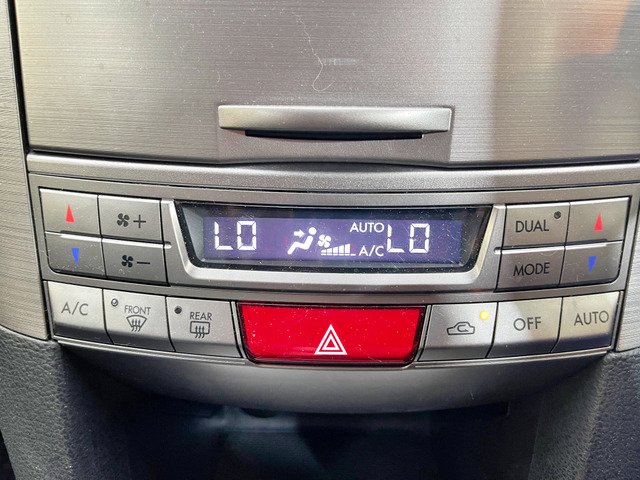 AUTO
LO A/C LO
+ DUAL
− MODE
A/C FRONT REAR OFF AUTO